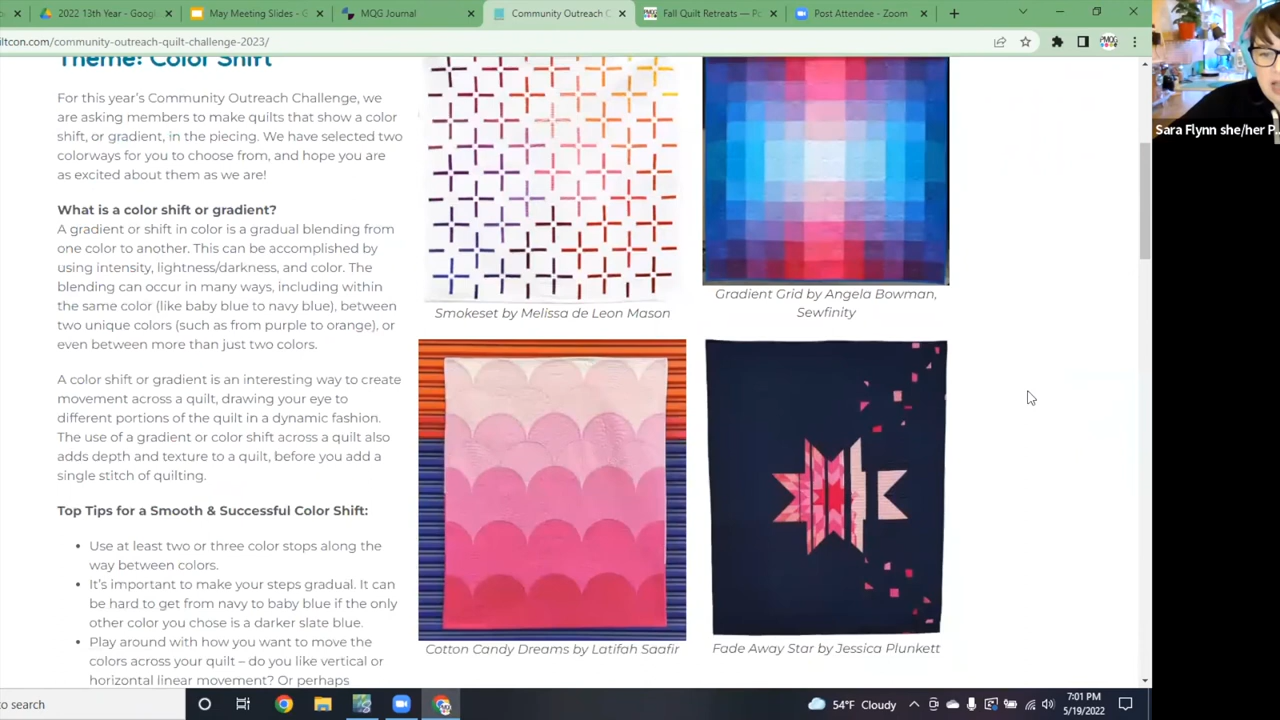 2022 13th Year - Googl
May Meeting Slides - G
MQG Journal
Community Outreach C
Fall Quilt Retreats — Po
Post Attendee - Zoom
iltcon.com/community-outreach-quilt-challenge-2023/
Theme: Color Shift
For this year's Community Outreach Challenge, we
are asking members to make quilts that show a color
shift, or gradient, in the piecing. We have selected two
colorways for you to choose from, and hope you are
as excited about them as we are!
What is a color shift or gradient?
A gradient or shift in color is a gradual blending from
one color to another. This can be accomplished by
using intensity, lightness/darkness, and color. The
blending can occur in many ways, including within
the same color (like baby blue to navy blue), between
two unique colors (such as from purple to orange), or
even between more than just two colors.
A color shift or gradient is an interesting way to create
movement across a quilt, drawing your eye to
different portions of the quilt in a dynamic fashion.
The use of a gradient or color shift across a quilt also
adds depth and texture to a quilt, before you add a
single stitch of quilting.
Top Tips for a Smooth & Successful Color Shift:
• Use at least two or three color stops along the
way between colors.
• It's important to make your steps gradual. It can
be hard to get from navy to baby blue if the only
other color you chose is a darker slate blue.
• Play around with how you want to move the
colors across your quilt – do you like vertical or
horizontal linear movement? Or perhaps
Smokeset by Melissa de Leon Mason
Gradient Grid by Angela Bowman,
Sewfinity
Cotton Candy Dreams by Latifah Saafir
Fade Away Star by Jessica Plunkett
Sara Flynn she/her P...
to search
54°F Cloudy
7:01 PM
5/19/2022